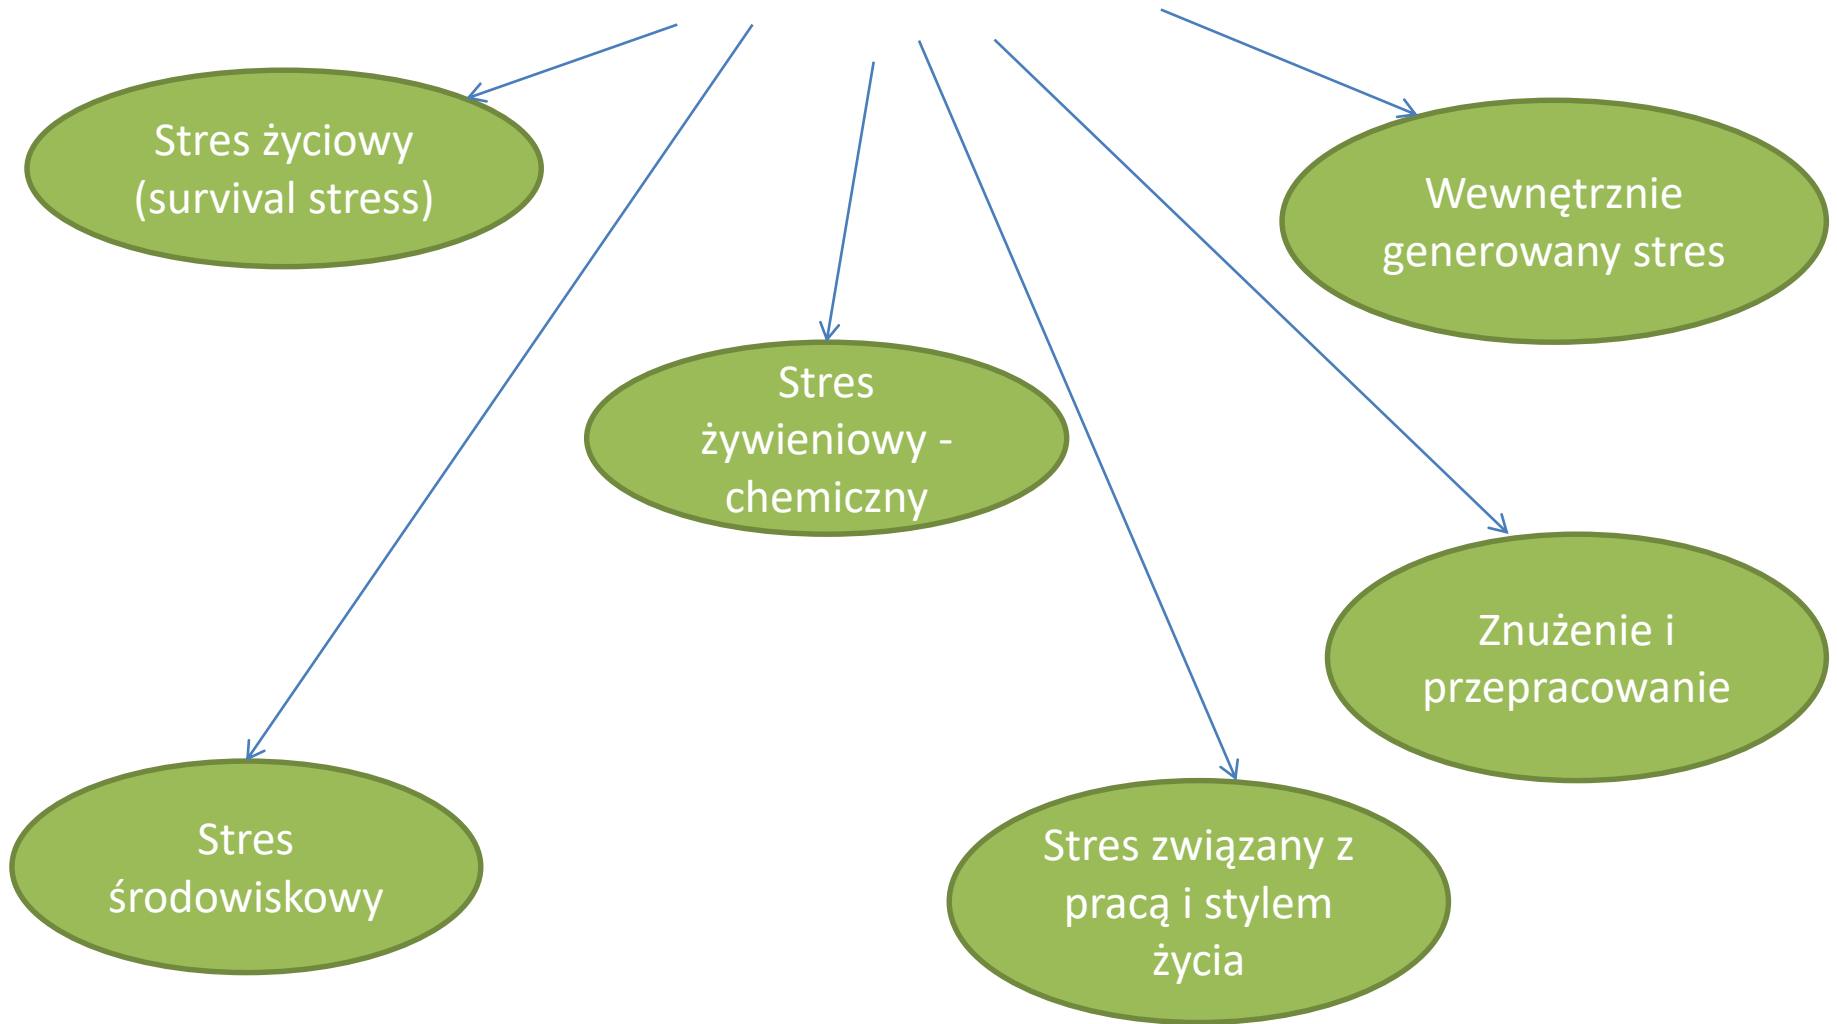 Stres życiowy
(survival stress)
Wewnętrznie
generowany stres
Stres
żywieniowy -
chemiczny
Znużenie i
przepracowanie
Stres
środowiskowy
Stres związany z
pracą i stylem
życia